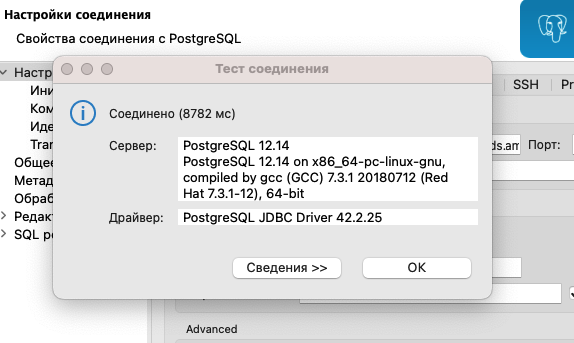 Настройки соединения
Свойства соединения с PostgreSQL
Тест соединения
Соединено (8782 мс)
Сервер:
PostgreSQL 12.14
PostgreSQL 12.14 on x86_64-pc-linux-gnu,
compiled by gcc (GCC) 7.3.1 20180712 (Red
Hat 7.3.1-12), 64-bit
Драйвер:
PostgreSQL JDBC Driver 42.2.25
Сведения >>
OK
Настро
Ини
Ком
Иде
Tran
Общее
Метад
Обраб
Редак
SQL ре
SSH
Pr
ds.am
Порт:
Advanced